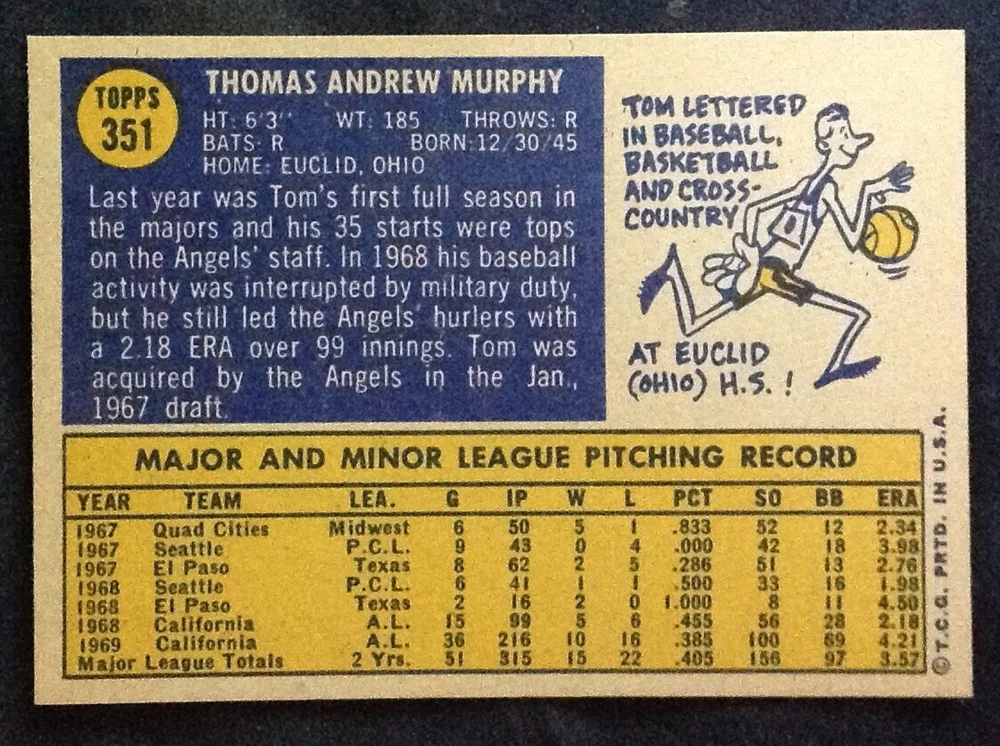 TOPPS
351
THOMAS ANDREW MURPHY
HT: 6'3" WT: 185 THROWS: R
BATS: R BORN: 12/30/45
HOME: EUCLID, OHIO
Last year was Tom's first full season in
the majors and his 35 starts were tops
on the Angels' staff. In 1968 his baseball
activity was interrupted by military duty,
but he still led the Angels' hurlers with
a 2.18 ERA over 99 innings. Tom was
acquired by the Angels in the Jan.,
1967 draft.
TOM LETTERED
IN BASEBALL,
BASKETBALL
AND CROSS-
COUNTRY
AT EUCLID
(OHIO) H.S.!
MAJOR AND MINOR LEAGUE PITCHING RECORD
YEAR TEAM LEA. G IP W L PCT SO BB ERA
1967 Quad Cities Midwest 6 50 5 1 .833 52 12 2.34
1967 Seattle P.C.L. 9 43 0 4 .000 42 18 3.98
1967 El Paso Texas 8 62 2 5 .286 51 13 2.76
1968 Seattle P.C.L. 6 41 1 1 .500 33 16 1.98
1968 El Paso Texas 2 16 2 0 1.000 8 11 4.50
1968 California A.L. 15 99 5 6 .455 56 28 2.18
1969 California A.L. 36 216 10 16 .385 100 69 4.21
Major League Totals 2 Yrs. 51 315 15 22 .405 156 97 3.57
©T.C.G. PRTD. IN U.S.A.